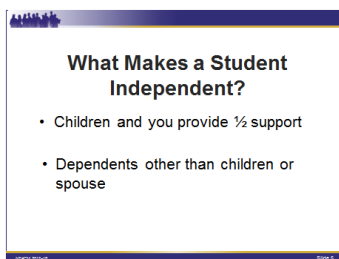 What Makes a Student
Independent?
• Children and you provide ½ support
• Dependents other than children or
spouse